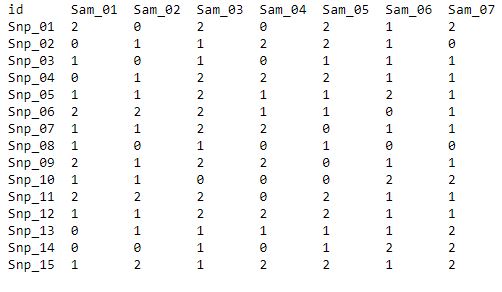 id Sam_01 Sam_02 Sam_03 Sam_04 Sam_05 Sam_06 Sam_07
Snp_01 2 0 2 0 2 1 2
Snp_02 0 1 1 2 2 1 0
Snp_03 1 0 1 0 1 1 1
Snp_04 0 1 2 2 2 1 1
Snp_05 1 1 2 1 1 2 1
Snp_06 2 2 2 1 1 0 1
Snp_07 1 1 2 2 0 1 1
Snp_08 1 0 1 0 1 0 0
Snp_09 2 1 2 2 0 1 1
Snp_10 1 1 0 0 0 2 2
Snp_11 2 2 2 0 2 1 1
Snp_12 1 1 2 2 2 1 1
Snp_13 0 1 1 1 1 1 2
Snp_14 0 0 1 0 1 2 2
Snp_15 1 2 1 2 2 1 2